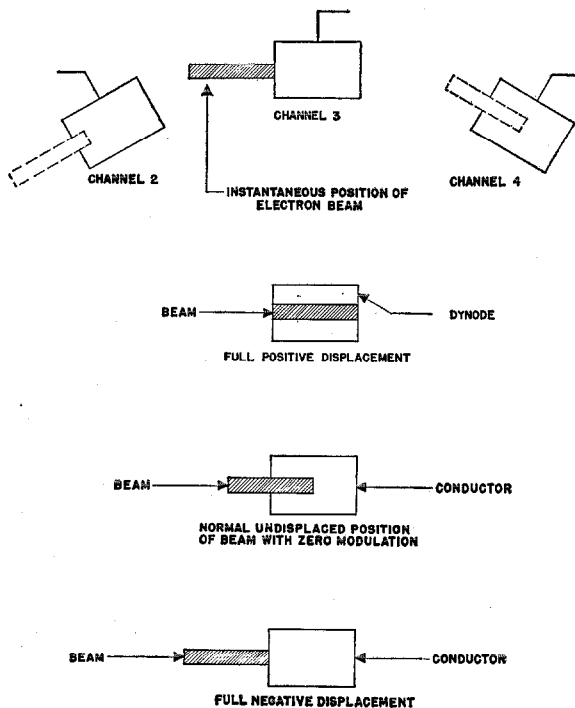 CHANNEL 3
CHANNEL 2
CHANNEL 4
INSTANTANEOUS POSITION OF
ELECTRON BEAM
BEAM
DYNODE
FULL POSITIVE DISPLACEMENT
BEAM
CONDUCTOR
NORMAL UNDISPLACED POSITION
OF BEAM WITH ZERO MODULATION
BEAM
CONDUCTOR
FULL NEGATIVE DISPLACEMENT